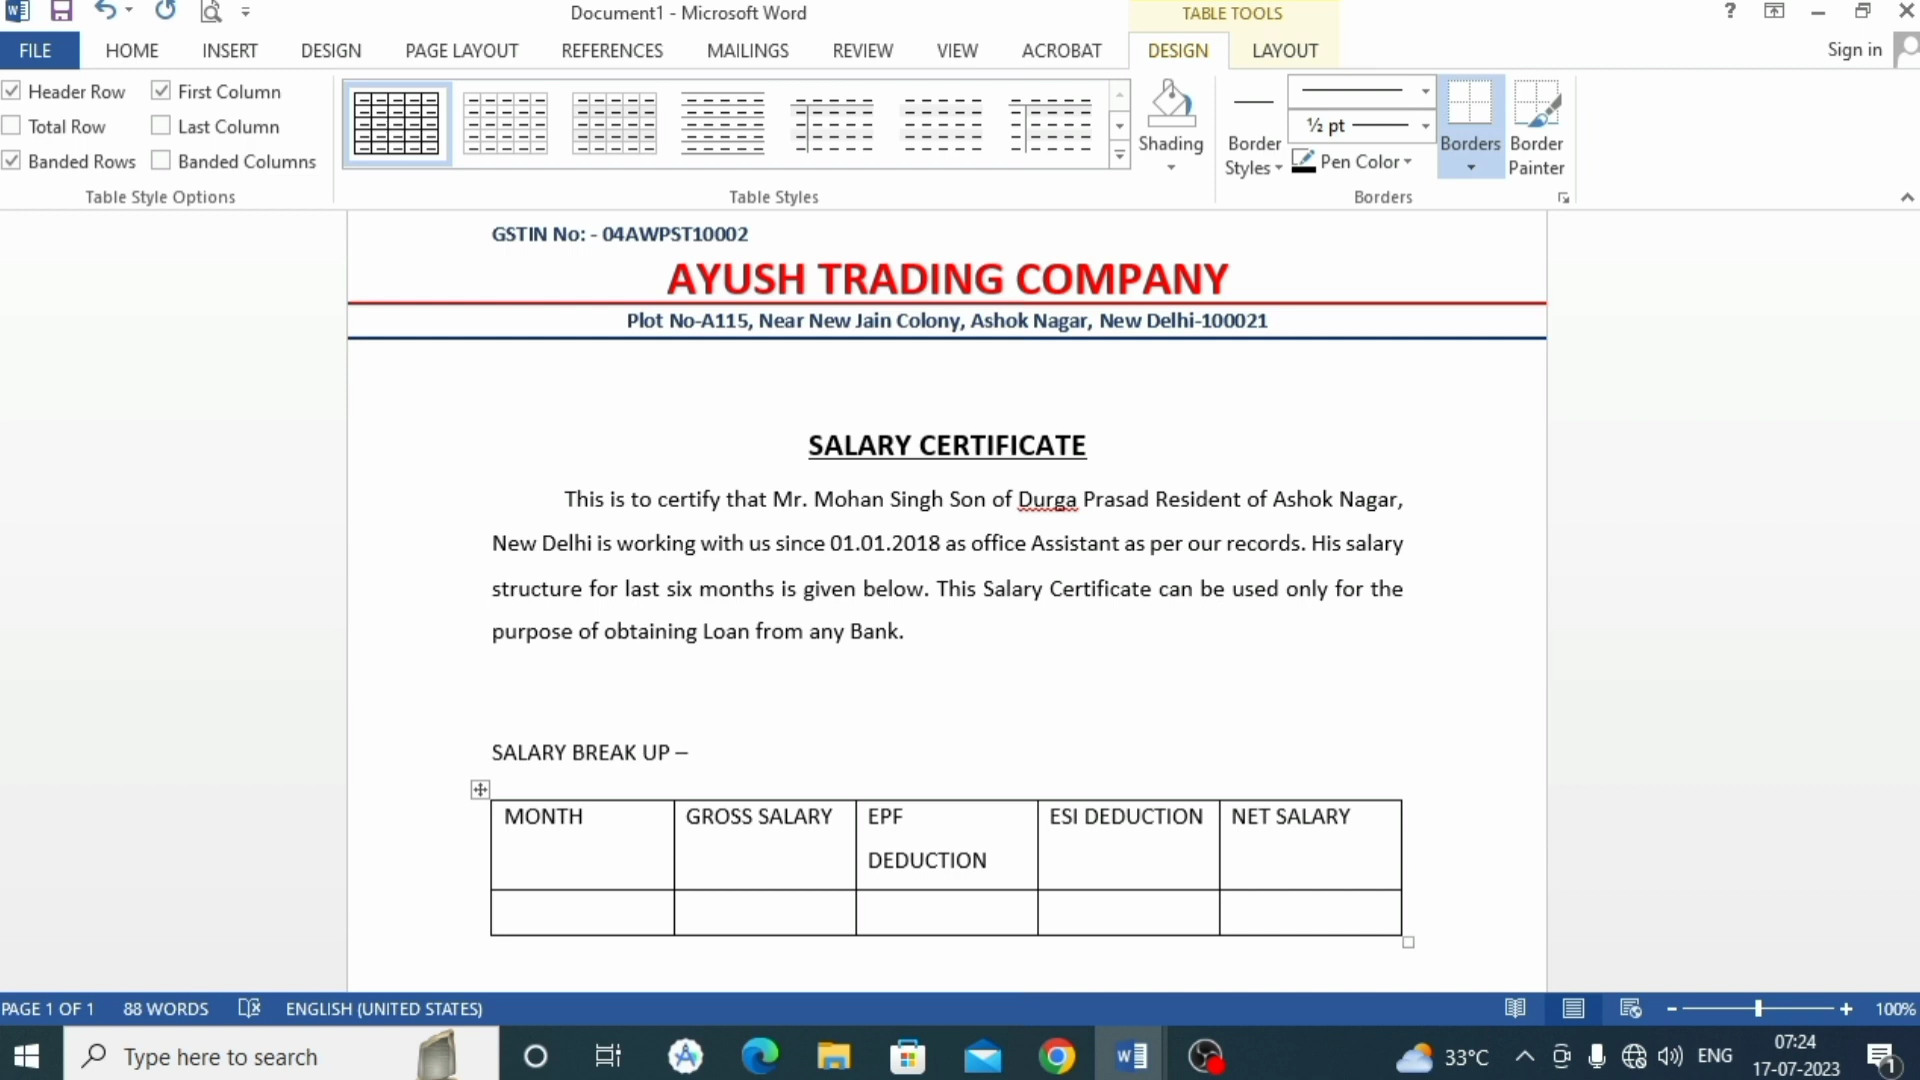 Document1 - Microsoft Word
TABLE TOOLS
?
FILE HOME INSERT DESIGN PAGE LAYOUT REFERENCES MAILINGS REVIEW VIEW ACROBAT DESIGN LAYOUT Sign in
Header Row First Column
Total Row Last Column
Banded Rows Banded Columns
Table Style Options
Table Styles
Shading
Border Styles
½ pt
Pen Color
Borders
Border Painter
Borders
GSTIN No: - 04AWPST10002
AYUSH TRADING COMPANY
Plot No-A115, Near New Jain Colony, Ashok Nagar, New Delhi-100021
SALARY CERTIFICATE
This is to certify that Mr. Mohan Singh Son of Durga Prasad Resident of Ashok Nagar,
New Delhi is working with us since 01.01.2018 as office Assistant as per our records. His salary
structure for last six months is given below. This Salary Certificate can be used only for the
purpose of obtaining Loan from any Bank.
SALARY BREAK UP –
MONTH GROSS SALARY EPF DEDUCTION ESI DEDUCTION NET SALARY
PAGE 1 OF 1 88 WORDS ENGLISH (UNITED STATES) 100%
Type here to search
33°C ENG 07:24
17-07-2023
1